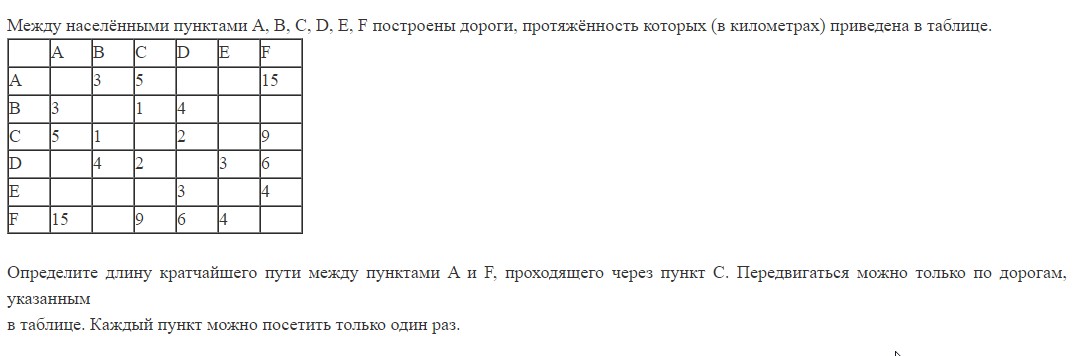 Между населёнными пунктами A, B, C, D, E, F построены дороги, протяжённость которых (в километрах) приведена в таблице.
A B C D E F
A 3 5 15
B 3 1 4
C 5 1 2 9
D 4 2 3 6
E 3 4
F 15 9 6 4
Определите длину кратчайшего пути между пунктами A и F, проходящего через пункт C. Передвигаться можно только по дорогам,
указанным
в таблице. Каждый пункт можно посетить только один раз.